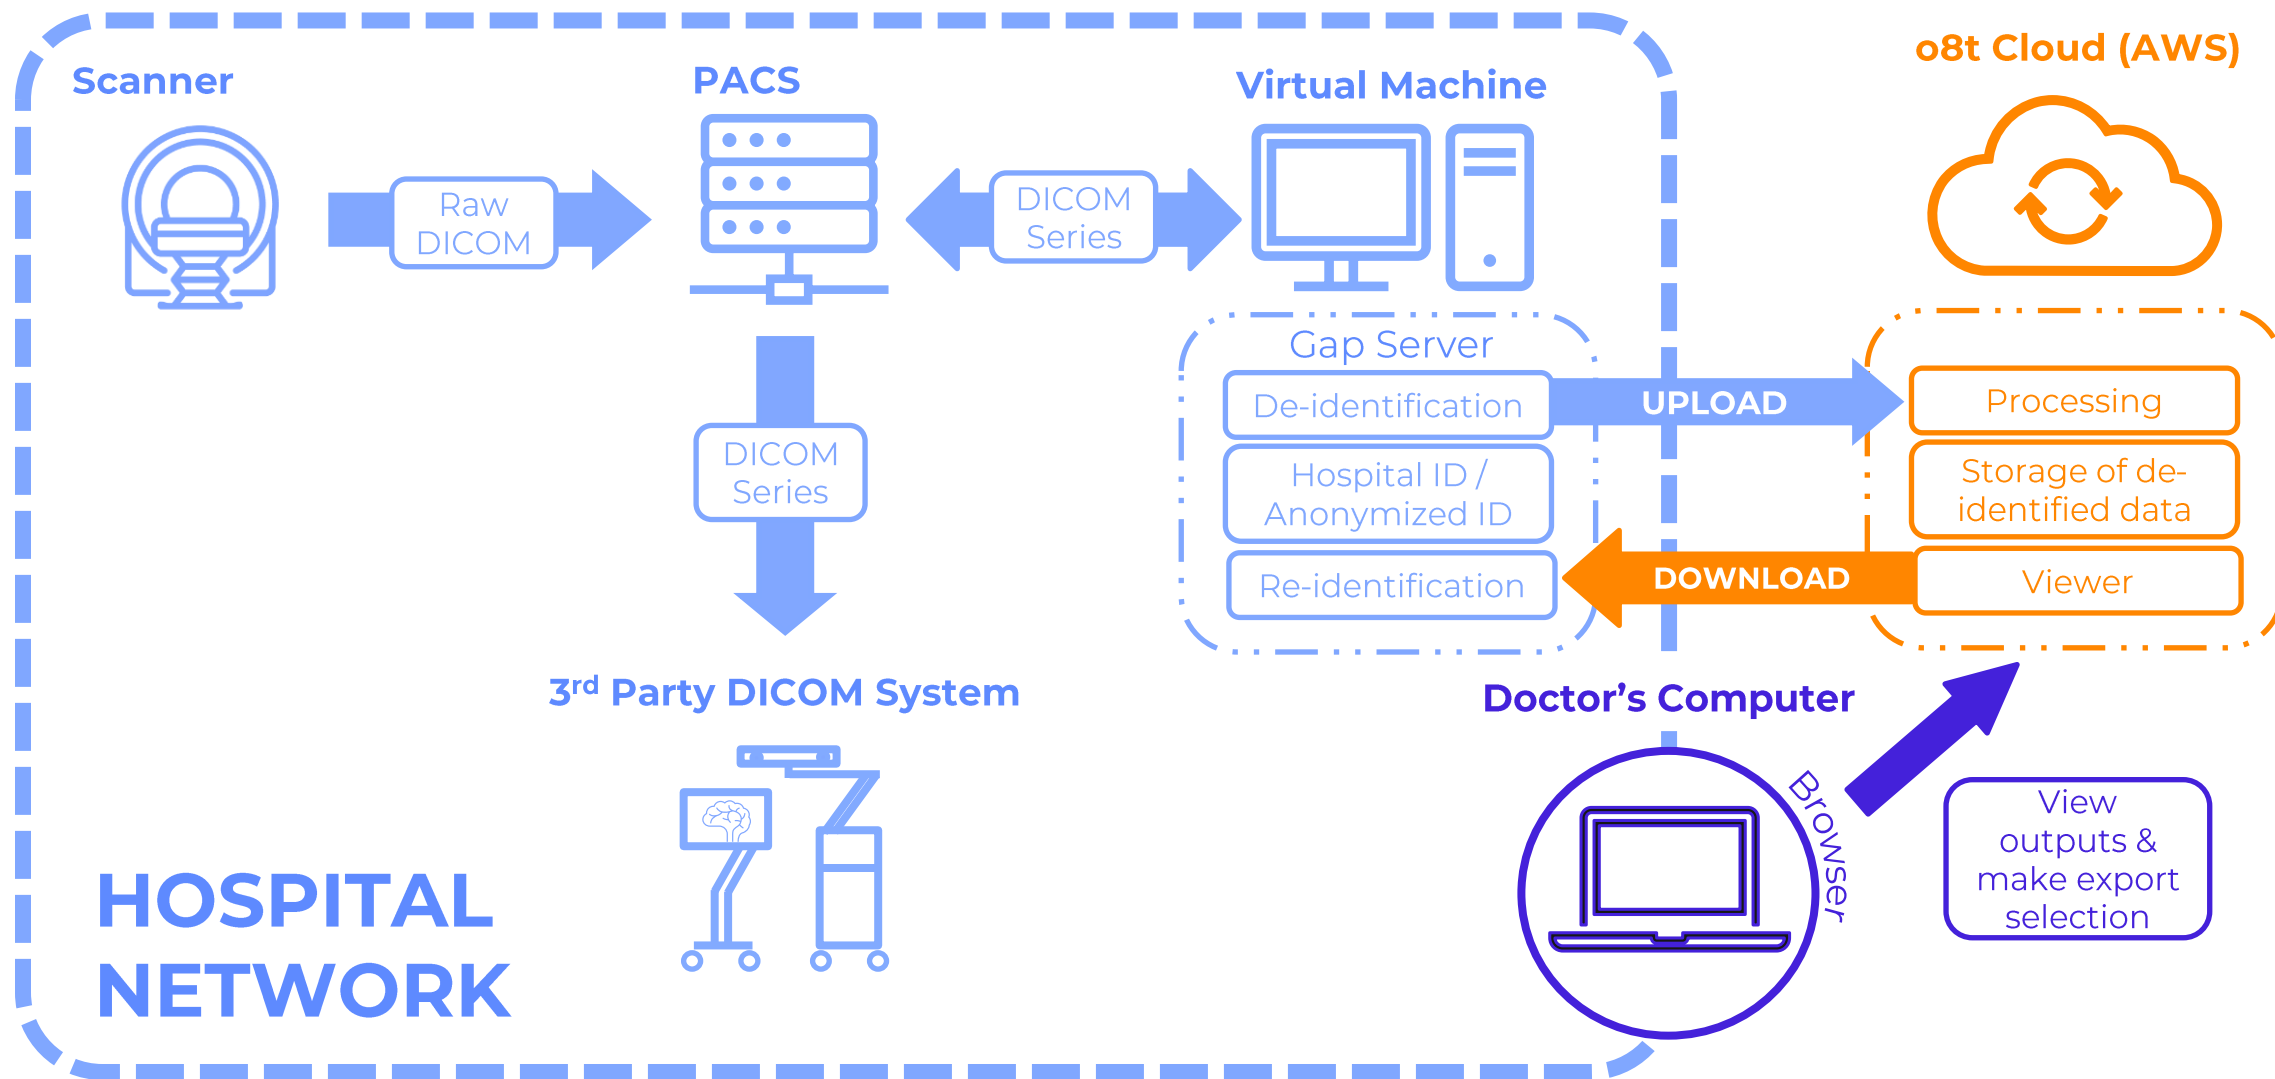 Scanner
PACS
Virtual Machine
o8t Cloud (AWS)
Raw
DICOM
DICOM
Series
Gap Server
De-identification
UPLOAD
Processing
Hospital ID /
Anonymized ID
Storage of de-
identified data
Re-identification
DOWNLOAD
Viewer
DICOM
Series
3rd Party DICOM System
Doctor's Computer
Browser
View
outputs &
make export
selection
HOSPITAL
NETWORK